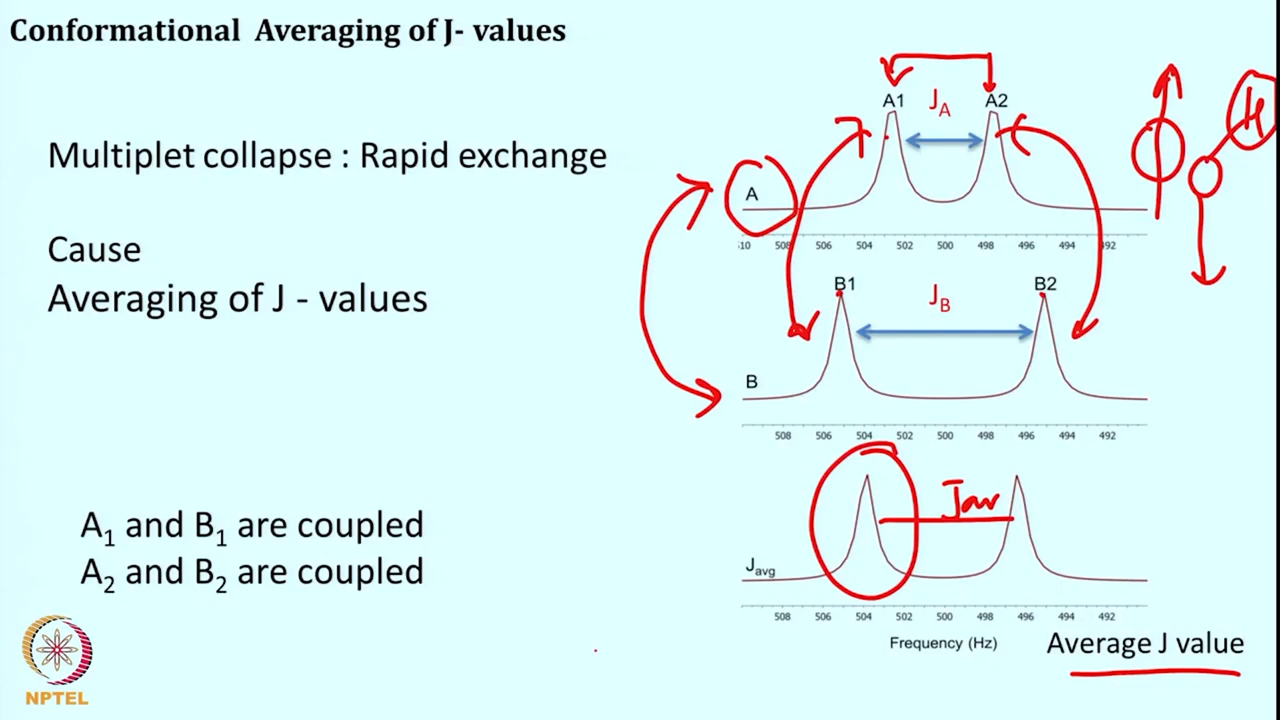 Conformational Averaging of J- values
Multiplet collapse : Rapid exchange
Cause
Averaging of J - values
A₁ and B₁ are coupled
A₂ and B₂ are coupled
NPTEL
A1 J_A A2
H
A
510 508 506 504 502 500 498 496 494 492
B1 J_B B2
B
508 506 504 502 500 498 496 494 492
Jav
J_avg
508 506 504 502 500 498 496 494 492
Frequency (Hz)
Average J value